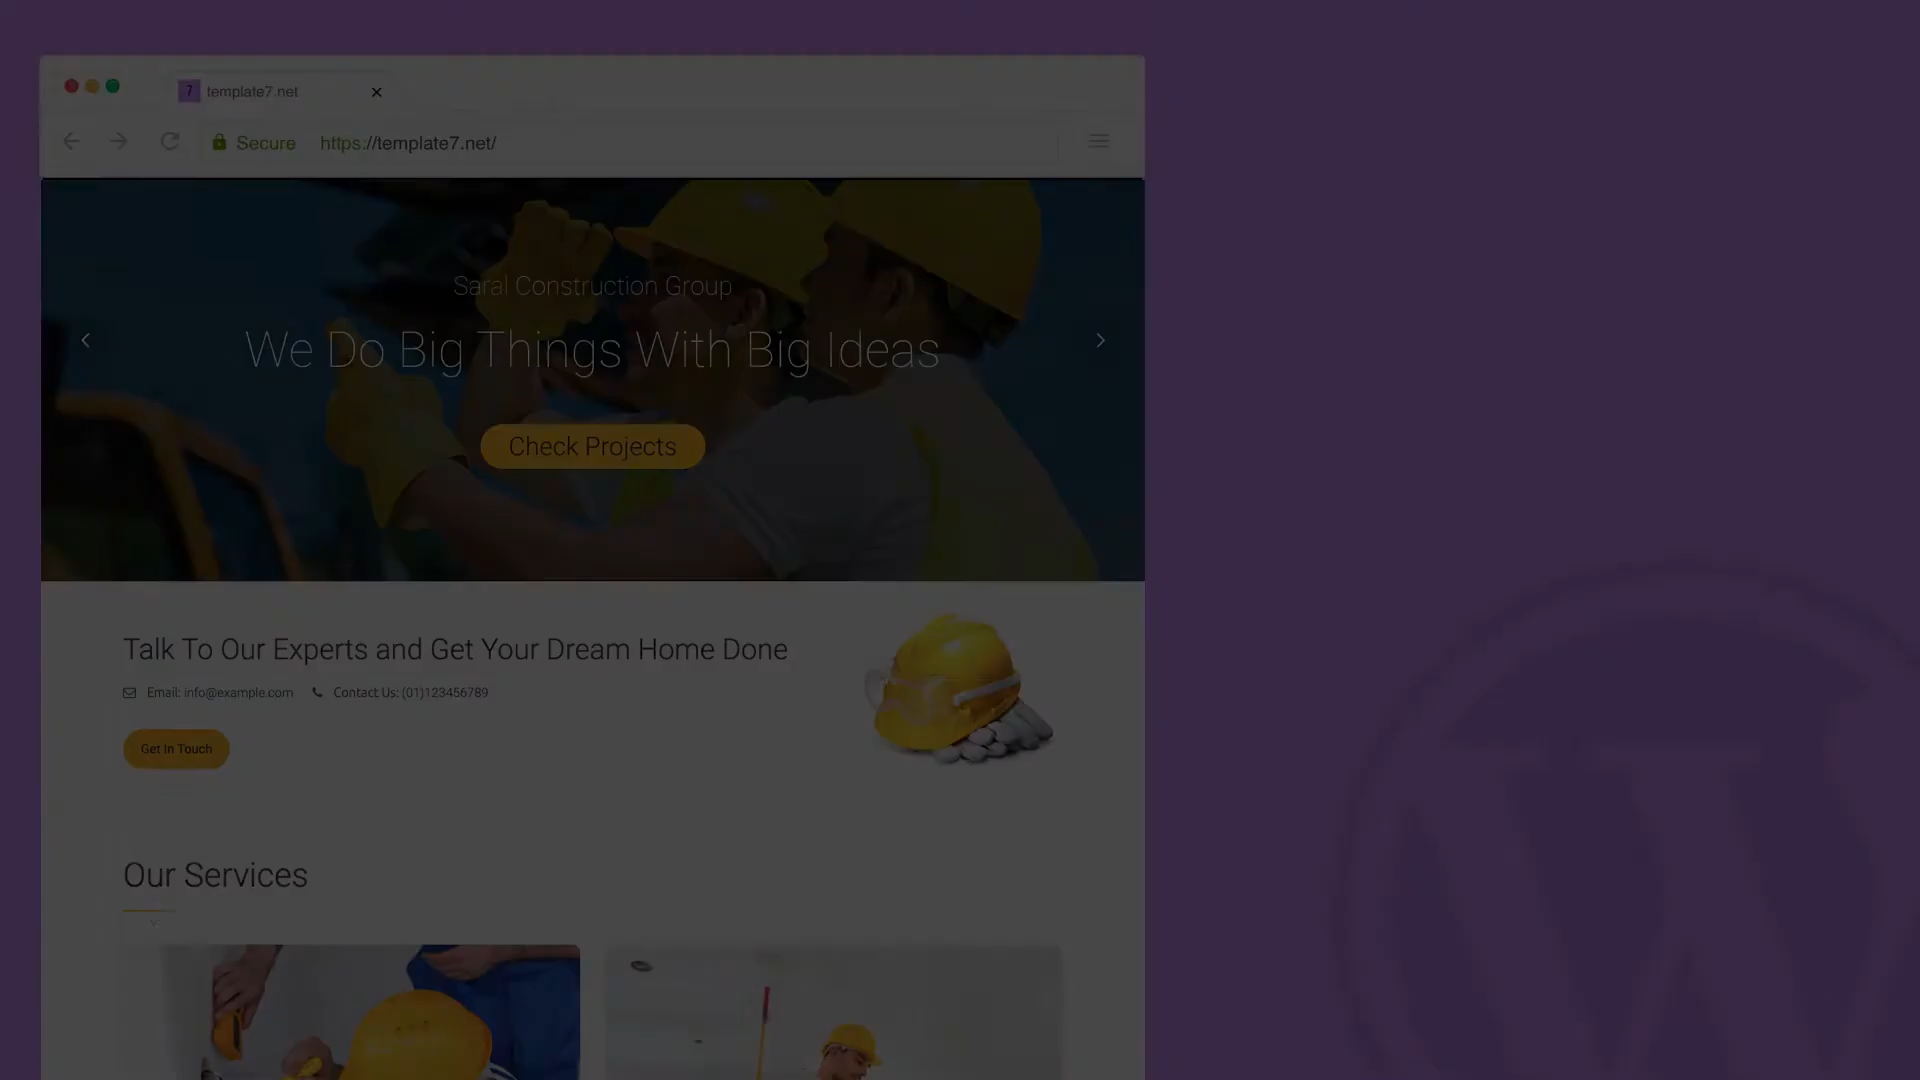 7 template7.net
Secure https://template7.net/
Saral Construction Group
We Do Big Things With Big Ideas
Check Projects
Talk To Our Experts and Get Your Dream Home Done
Email: info@example.com Contact Us: (01)123456789
Get In Touch
Our Services